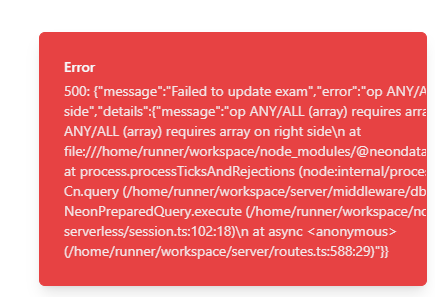 Error
500: {"message":"Failed to update exam","error":"op ANY/A
side","details":{"message":"op ANY/ALL (array) requires arra
ANY/ALL (array) requires array on right side\n at
file:///home/runner/workspace/node_modules/@neondata
at process.processTicksAndRejections (node:internal/proce
Cn.query (/home/runner/workspace/server/middleware/db
NeonPreparedQuery.execute (/home/runner/workspace/no
serverless/session.ts:102:18)\n at async <anonymous>
(/home/runner/workspace/server/routes.ts:588:29)"}}